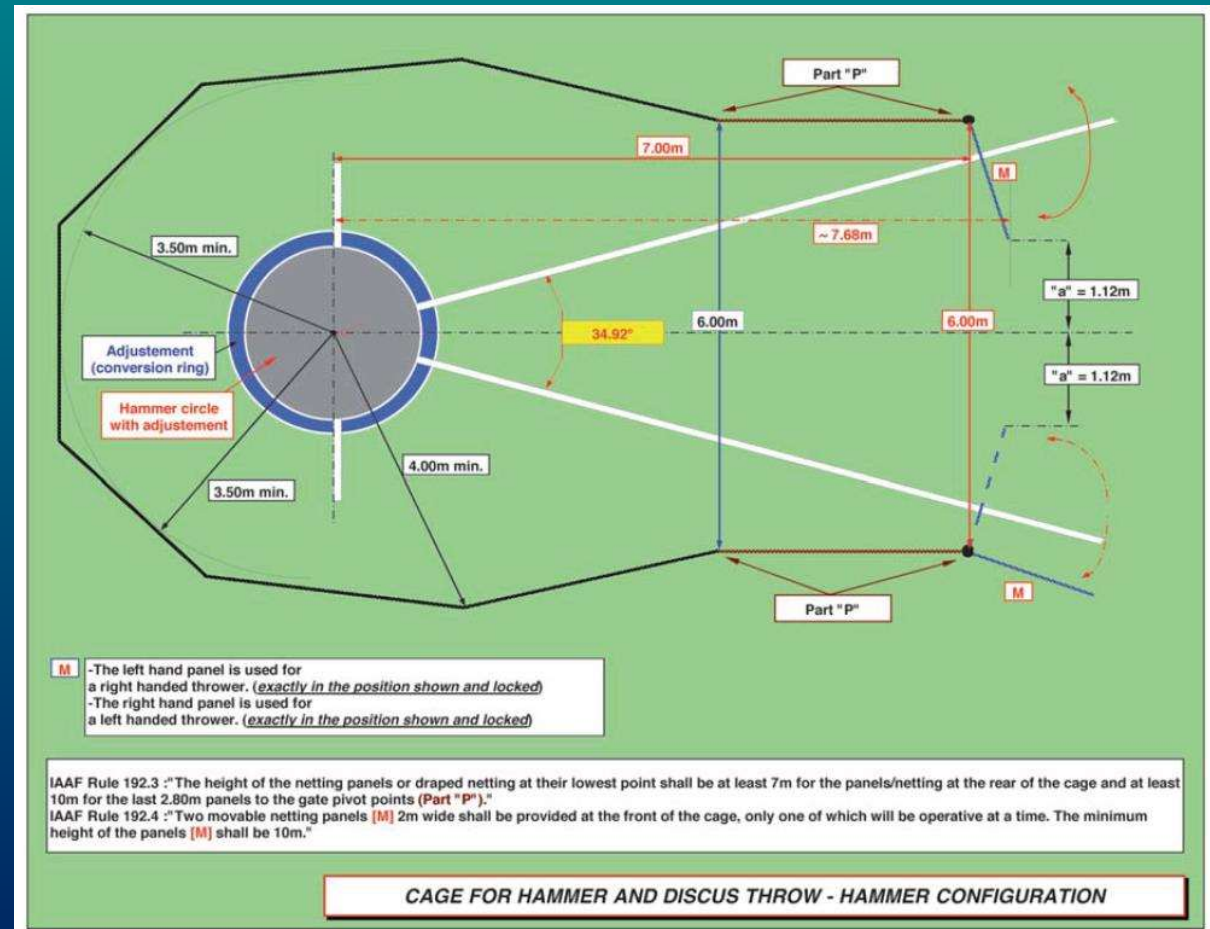 Part "P"
7.00m
M
~ 7.68m
3.50m min.
"a" = 1.12m
6.00m
6.00m
34.92°
Adjustement
(conversion ring)
"a" = 1.12m
Hammer circle
with adjustement
4.00m min.
3.50m min.
M
Part "P"
M -The left hand panel is used for
a right handed thrower. (exactly in the position shown and locked)
-The right hand panel is used for
a left handed thrower. (exactly in the position shown and locked)
IAAF Rule 192.3 :"The height of the netting panels or draped netting at their lowest point shall be at least 7m for the panels/netting at the rear of the cage and at least
10m for the last 2.80m panels to the gate pivot points (Part "P")."
IAAF Rule 192.4 :"Two movable netting panels [M] 2m wide shall be provided at the front of the cage, only one of which will be operative at a time. The minimum
height of the panels [M] shall be 10m."
CAGE FOR HAMMER AND DISCUS THROW - HAMMER CONFIGURATION